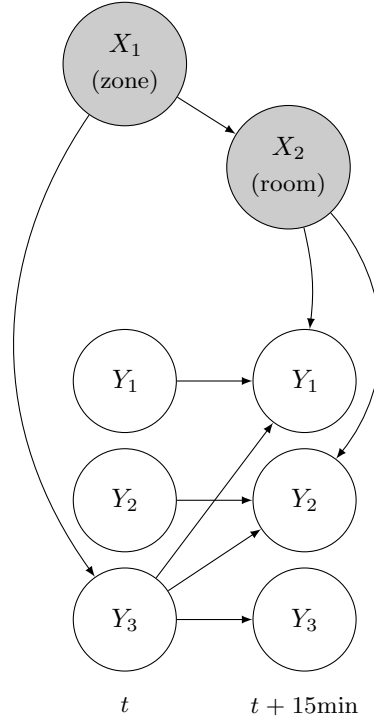 X₁
(zone)
X₂
(room)
Y₁ Y₁
Y₂ Y₂
Y₃ Y₃
t t + 15min